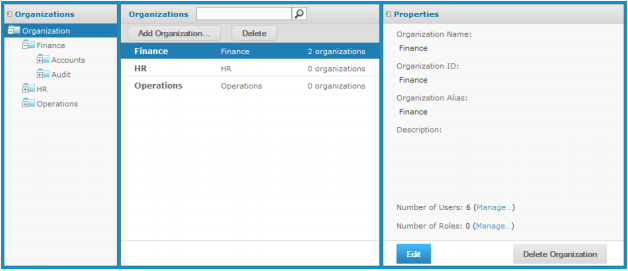 Organizations
Organization
Finance
Accounts
Audit
HR
Operations
Organizations
Add Organization... Delete
Finance Finance 2 organizations
HR HR 0 organizations
Operations Operations 0 organizations
Properties
Organization Name:
Finance
Organization ID:
Finance
Organization Alias:
Finance
Description:
Number of Users: 6 (Manage...)
Number of Roles: 0 (Manage...)
Edit Delete Organization